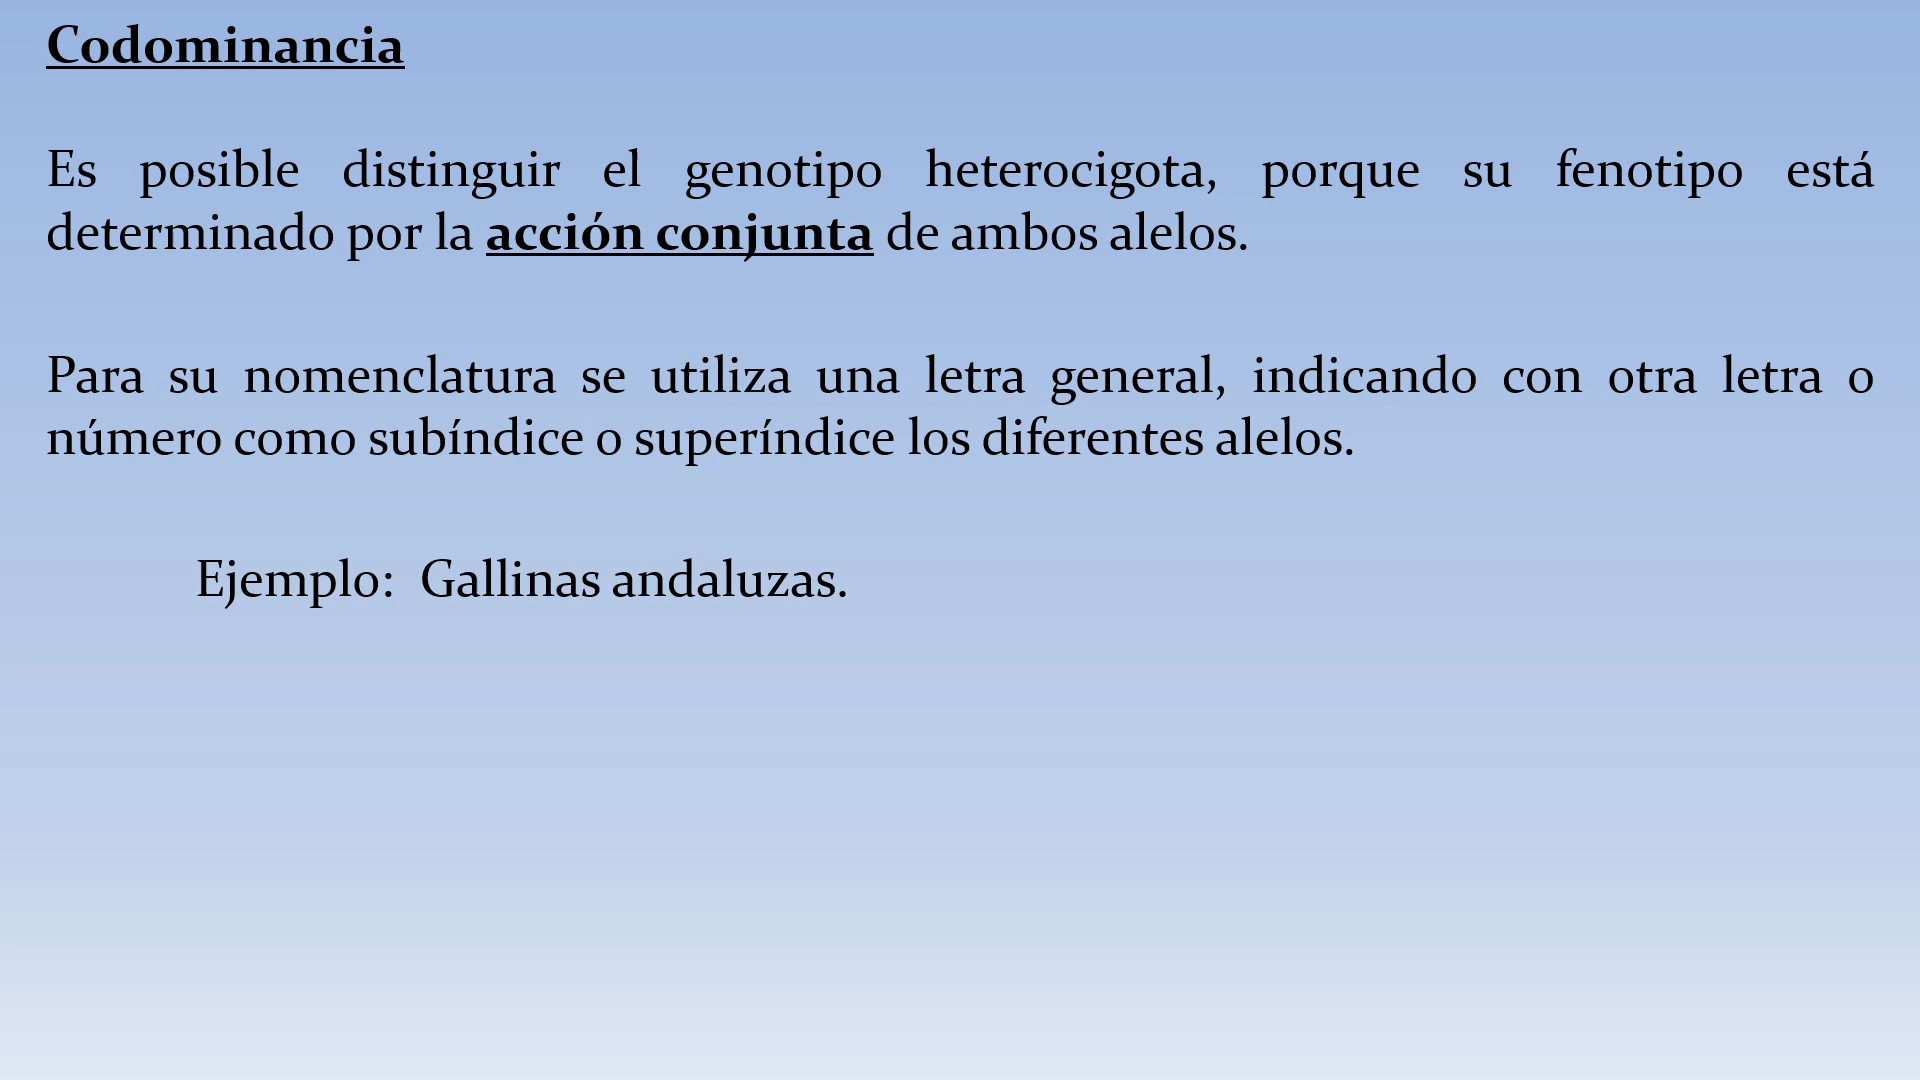 Codominancia
Es posible distinguir el genotipo heterocigota, porque su fenotipo está
determinado por la acción conjunta de ambos alelos.
Para su nomenclatura se utiliza una letra general, indicando con otra letra o
número como subíndice o superíndice los diferentes alelos.
Ejemplo: Gallinas andaluzas.